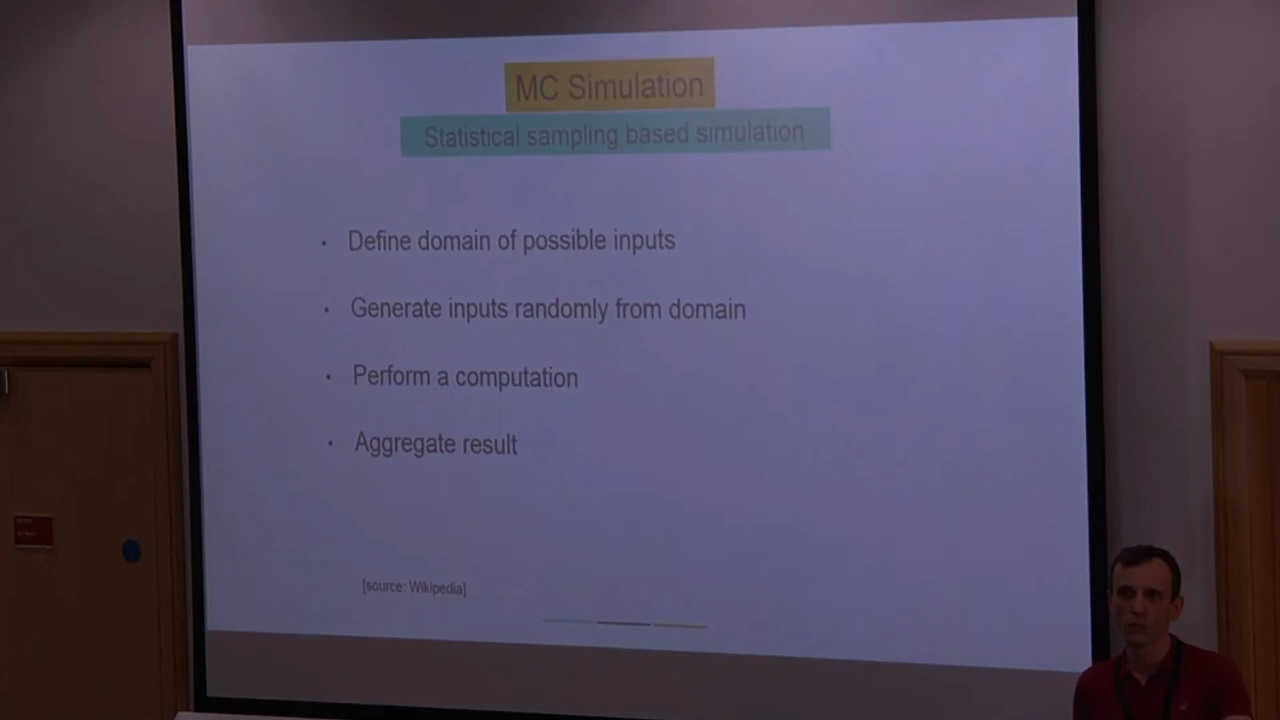 MC Simulation
Statistical sampling based simulation
· Define domain of possible inputs
· Generate inputs randomly from domain
· Perform a computation
· Aggregate result
[source: Wikipedia]